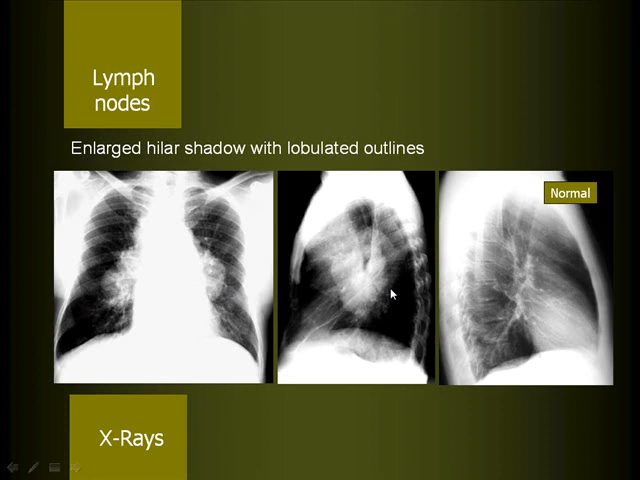 Lymph
nodes
Enlarged hilar shadow with lobulated outlines
Normal
X-Rays